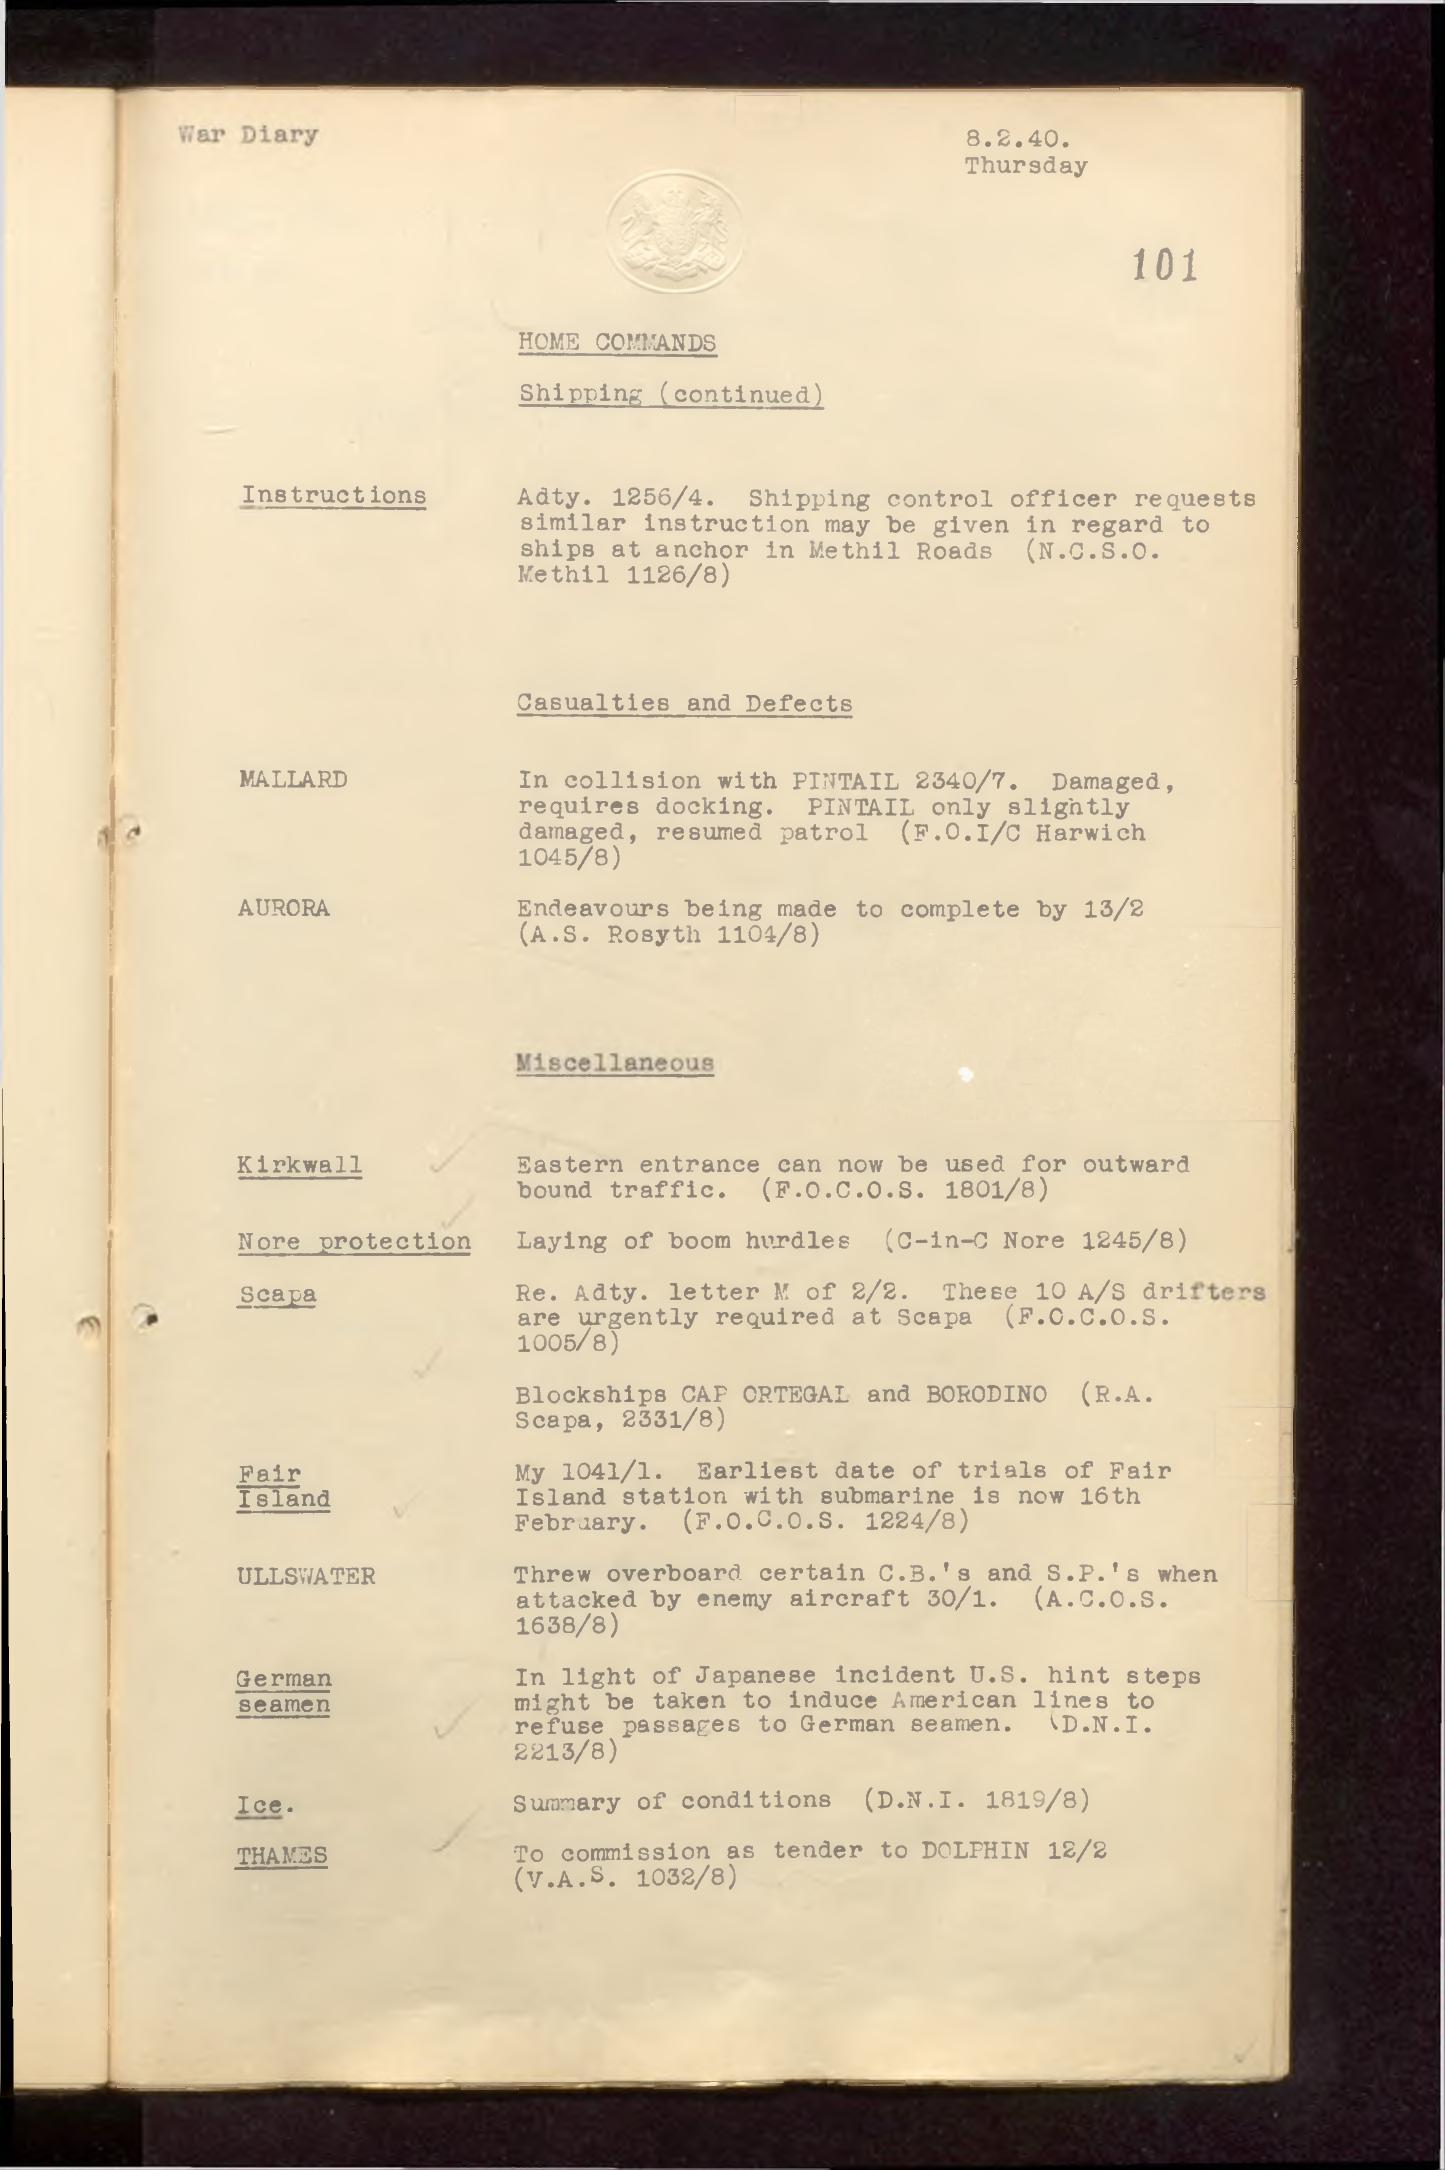 War Diary
8.2.40.
Thursday
101
HOME COMMANDS
Shipping (continued)
Instructions
Adty. 1256/4. Shipping control officer requests
similar instruction may be given in regard to
ships at anchor in Methil Roads (N.C.S.O.
Methil 1126/8)
Casualties and Defects
MALLARD
In collision with PINTAIL 2340/7. Damaged,
requires docking. PINTAIL only slightly
damaged, resumed patrol (F.O.I/C Harwich
1045/8)
AURORA
Endeavours being made to complete by 13/2
(A.S. Rosyth 1104/8)
Miscellaneous
Kirkwall
Eastern entrance can now be used for outward
bound traffic. (F.O.C.O.S. 1801/8)
Nore protection
Laying of boom hurdles (C-in-C Nore 1245/8)
Scapa
Re. Adty. letter M of 2/2. These 10 A/S drifters
are urgently required at Scapa (F.O.C.O.S.
1005/8)
Blockships CAP ORTEGAL and BORODINO (R.A.
Scapa, 2331/8)
Fair
Island
My 1041/1. Earliest date of trials of Fair
Island station with submarine is now 16th
February. (F.O.C.O.S. 1224/8)
ULLSWATER
Threw overboard certain C.B.'s and S.P.'s when
attacked by enemy aircraft 30/1. (A.C.O.S.
1638/8)
German
seamen
In light of Japanese incident U.S. hint steps
might be taken to induce American lines to
refuse passages to German seamen. (D.N.I.
2213/8)
Ice.
Summary of conditions (D.N.I. 1819/8)
THAMES
To commission as tender to DOLPHIN 12/2
(V.A.S. 1032/8)